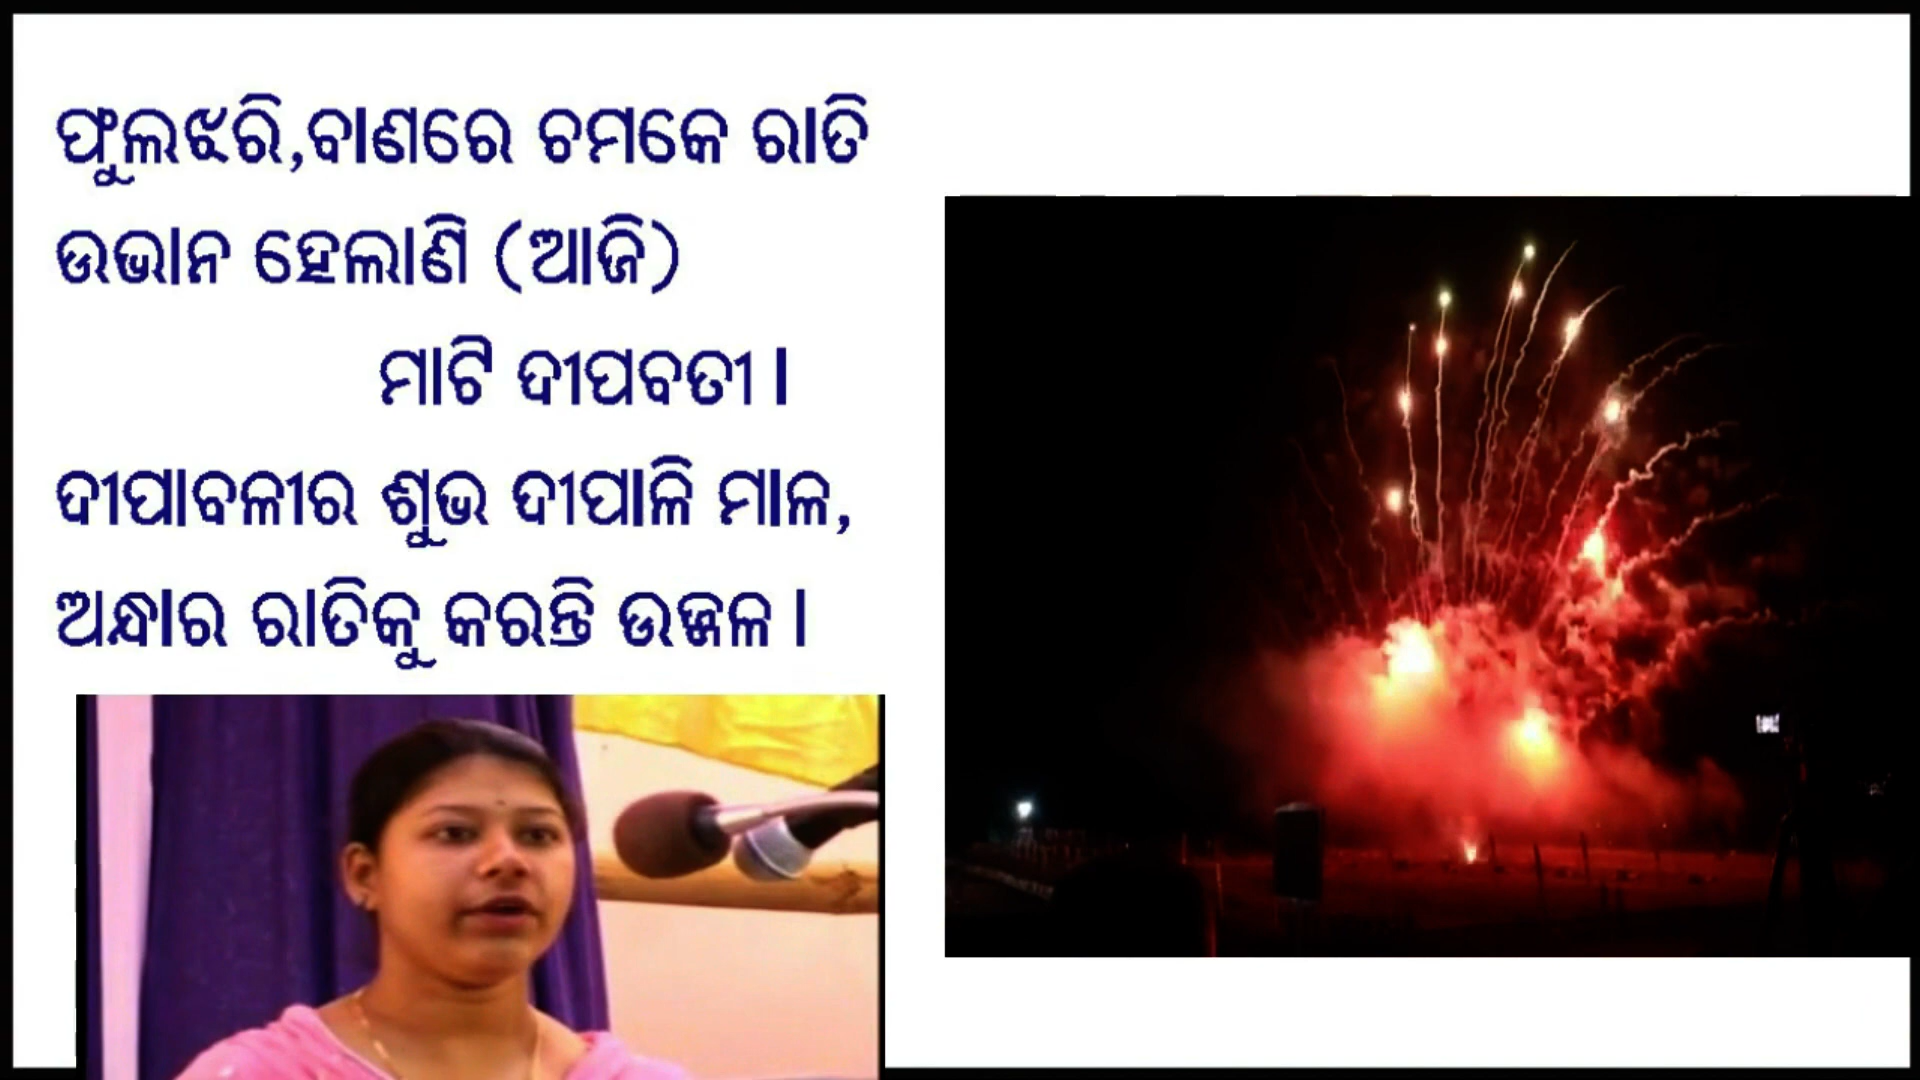 ଫୁଲଝରି,ବାଣରେ ଚମକେ ରାତି
ଉଭାନ ହେଲାଣି (ଆଜି)
ମାଟି ଦୀପବତୀ ।
ଦୀପାବଳୀର ଶୁଭ ଦୀପାଳି ମାଳ,
ଅନ୍ଧାର ରାତିକୁ କରନ୍ତି ଉଜ୍ଜଳ ।